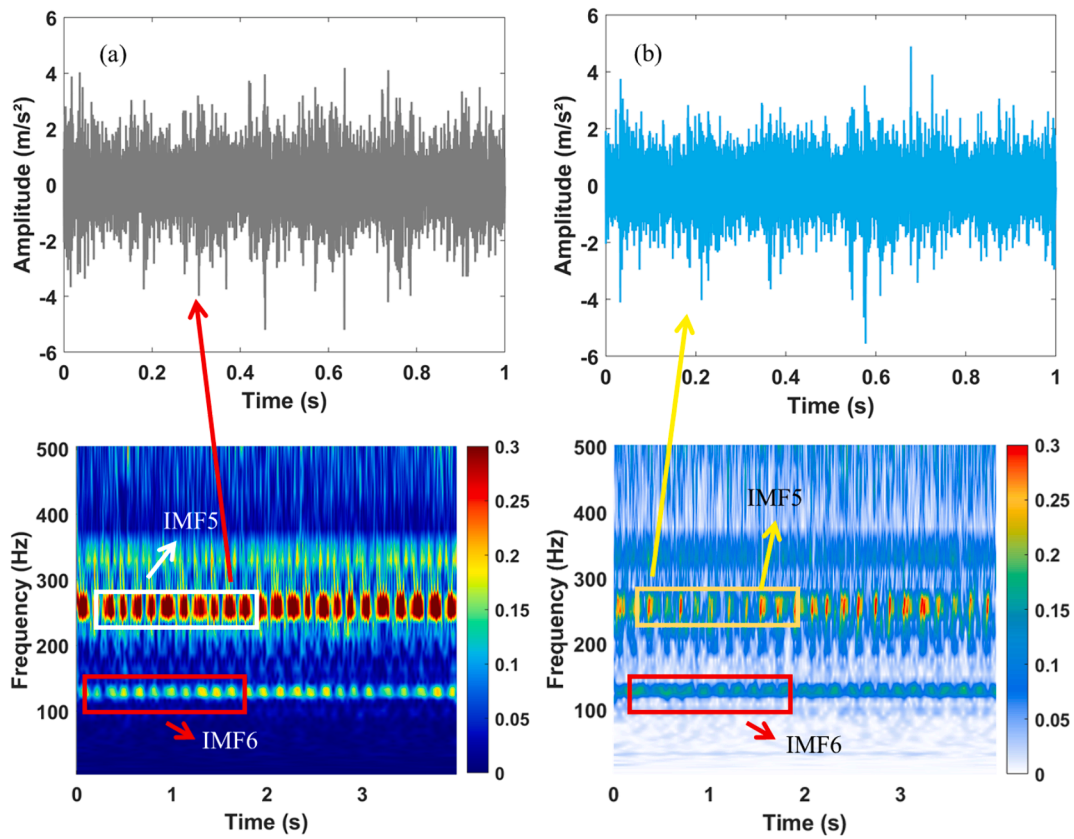 (a)
Amplitude (m/s²)
6
4
2
0
-2
-4
-6
0 0.2 0.4 0.6 0.8 1
Time (s)
(b)
Amplitude (m/s²)
6
4
2
0
-2
-4
-6
0 0.2 0.4 0.6 0.8 1
Time (s)
Frequency (Hz)
500
400
300
200
100
IMF5
IMF6
0 1 2 3
Time (s)
0.3
0.25
0.2
0.15
0.1
0.05
0
Frequency (Hz)
500
400
300
200
100
IMF5
IMF6
0 1 2 3
Time (s)
0.3
0.25
0.2
0.15
0.1
0.05
0